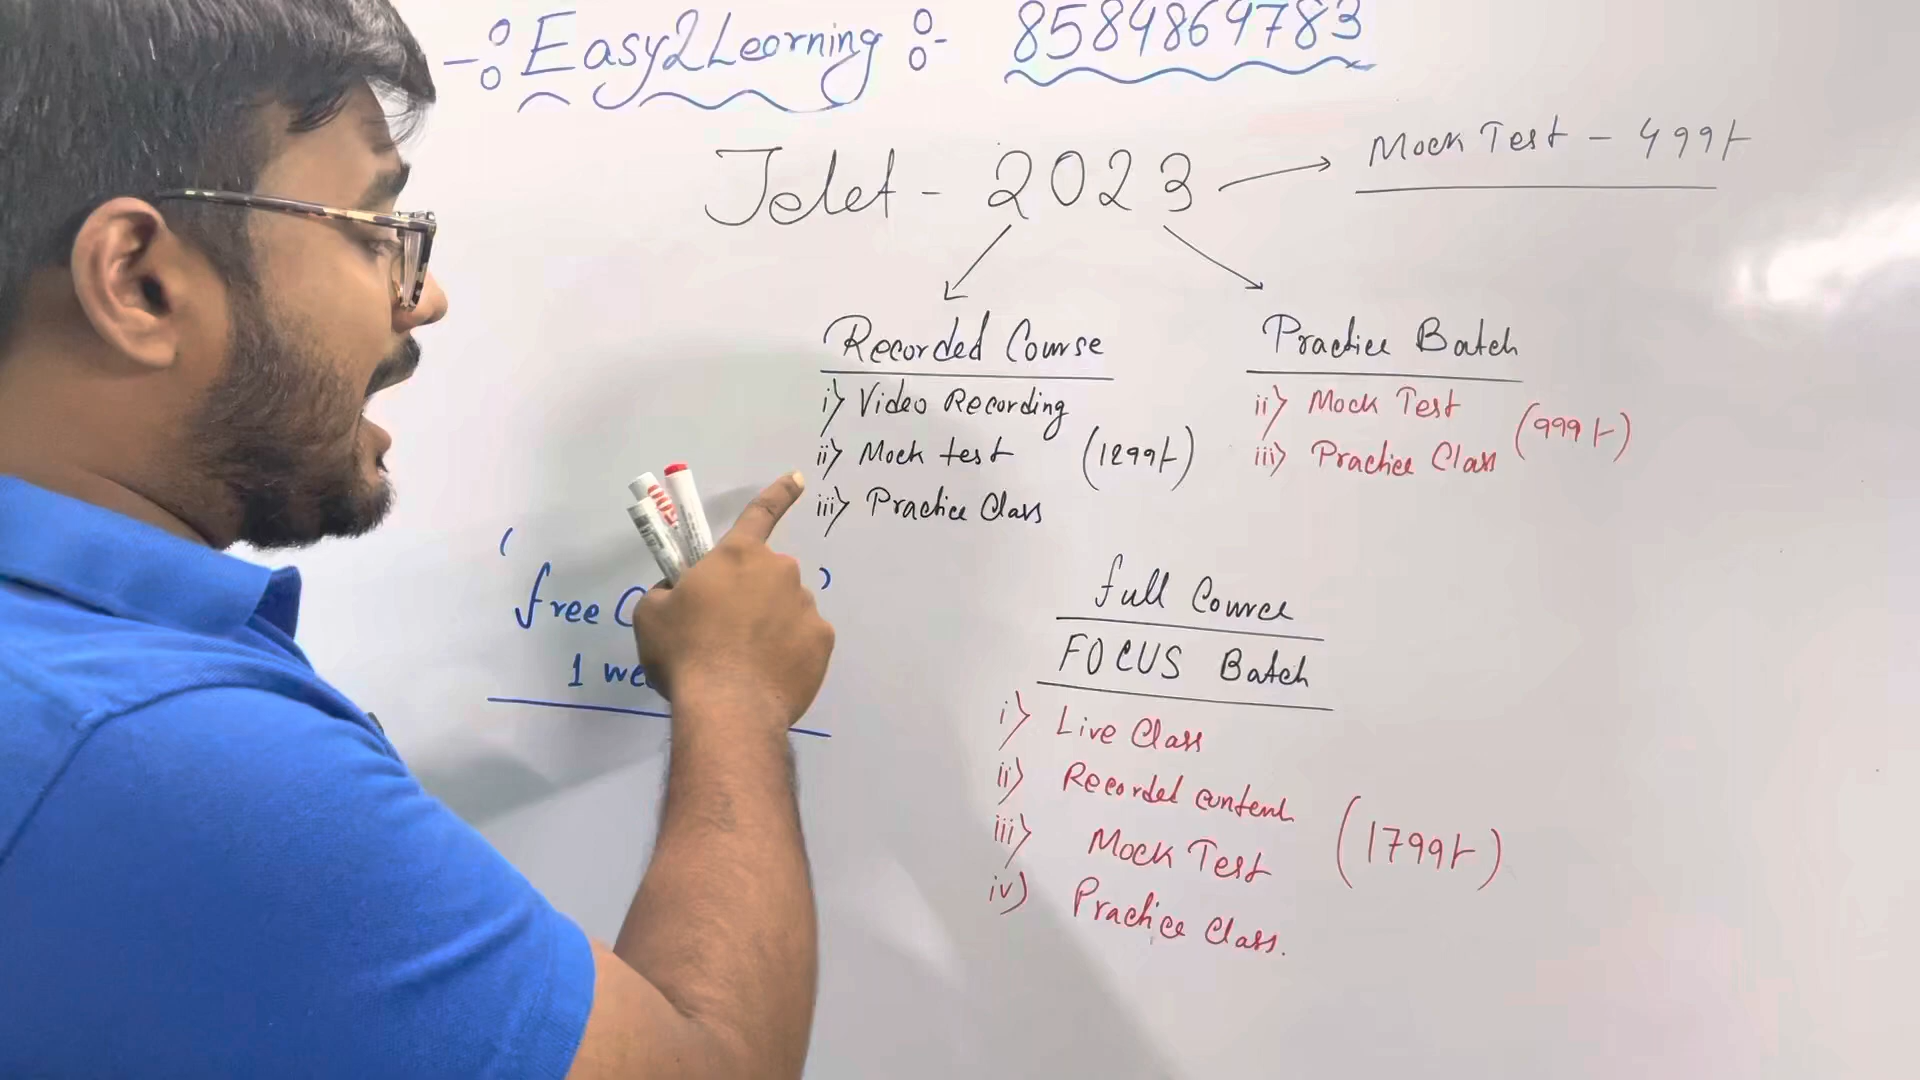 -: Easy2Learning :- 8584869783
Jelet - 2023
Mock Test - 499/-
Recorded Course
i) Video Recording
ii) Mock test
iii) Practice Class
(1299/-)
Practice Batch
ii) Mock Test
iii) Practice Class
(999/-)
(free
1
)
full Cource
FOCUS Batch
i) Live Class
ii) Recorded content
iii) Mock Test
iv) Practice Class.
(1799/-)
500